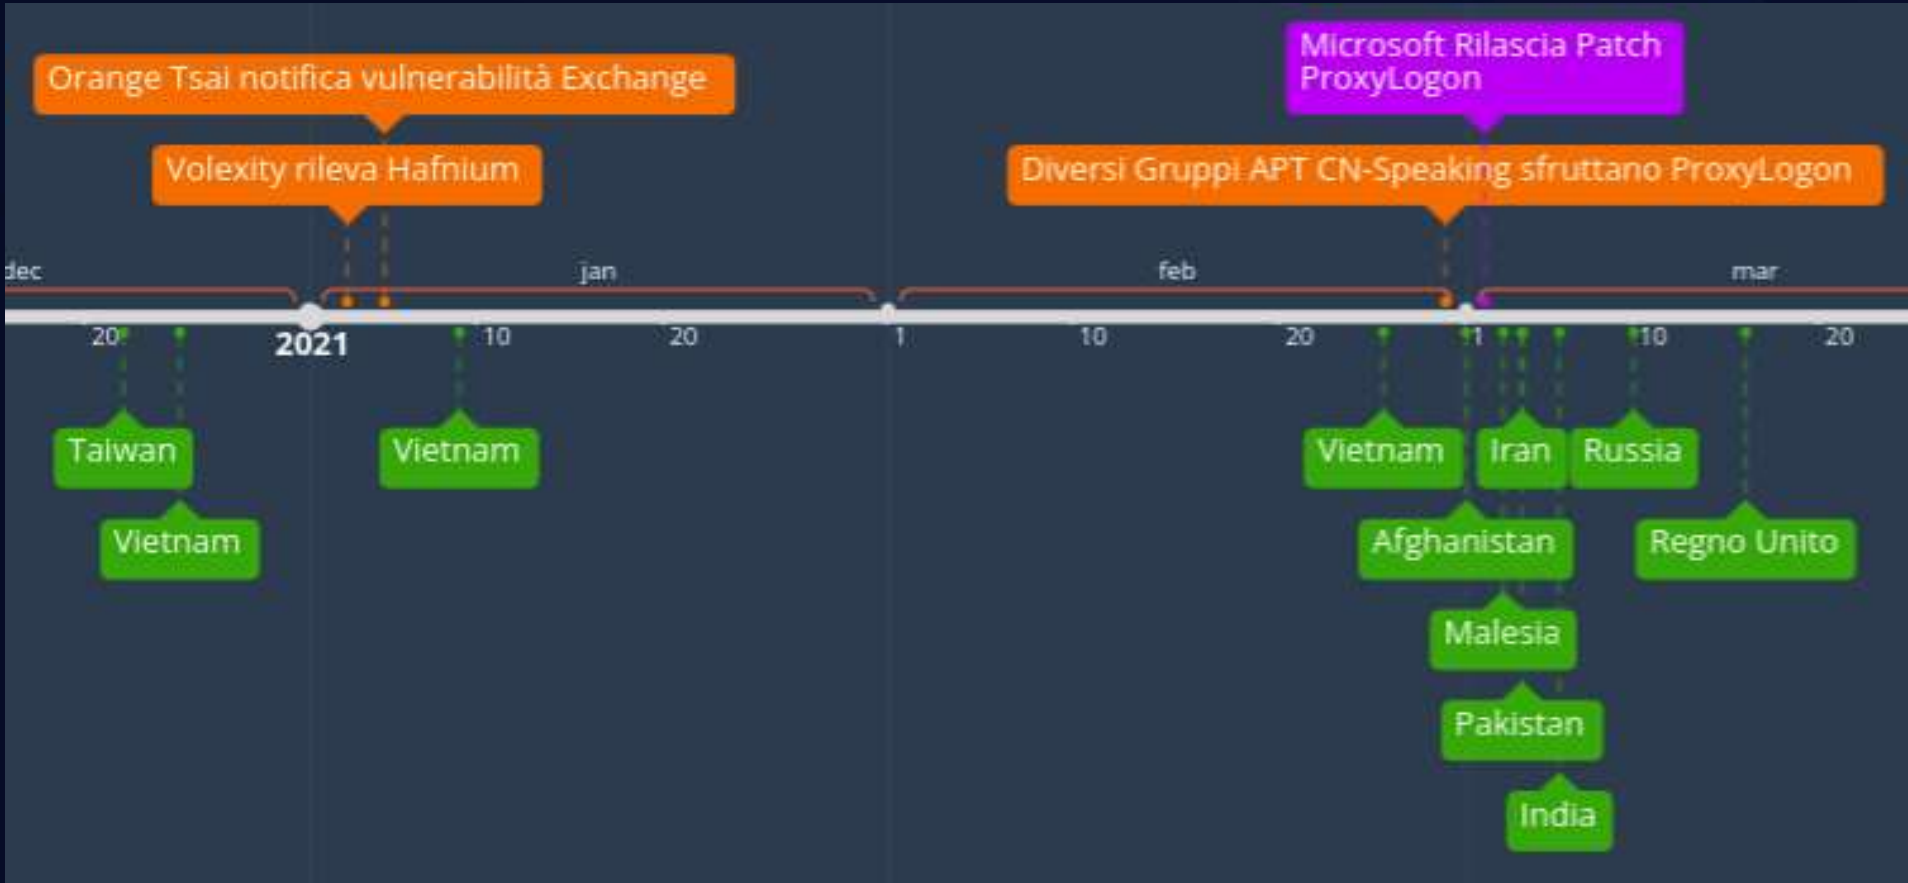 Microsoft Rilascia Patch
ProxyLogon
Orange Tsai notifica vulnerabilità Exchange
Volexity rileva Hafnium
Diversi Gruppi APT CN-Speaking sfruttano ProxyLogon
dec jan feb mar
20 2021 10 20 1 10 20 1 10 20
Taiwan Vietnam Vietnam Iran Russia
Vietnam Afghanistan Regno Unito
Malesia
Pakistan
India